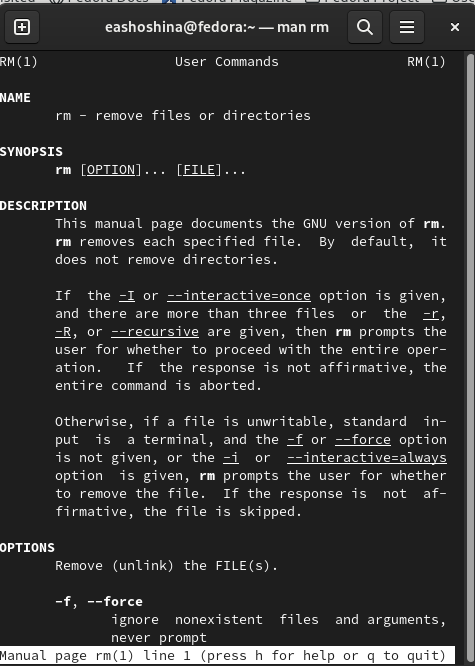 Fedora Docs Fedora Magazine Fedora Project
eashoshina@fedora:~ — man rm
RM(1) User Commands RM(1)
NAME
rm - remove files or directories
SYNOPSIS
rm [OPTION]... [FILE]...
DESCRIPTION
This manual page documents the GNU version of rm.
rm removes each specified file. By default, it
does not remove directories.
If the -I or --interactive=once option is given,
and there are more than three files or the -r,
-R, or --recursive are given, then rm prompts the
user for whether to proceed with the entire oper-
ation. If the response is not affirmative, the
entire command is aborted.
Otherwise, if a file is unwritable, standard in-
put is a terminal, and the -f or --force option
is not given, or the -i or --interactive=always
option is given, rm prompts the user for whether
to remove the file. If the response is not af-
firmative, the file is skipped.
OPTIONS
Remove (unlink) the FILE(s).
-f, --force
ignore nonexistent files and arguments,
never prompt
Manual page rm(1) line 1 (press h for help or q to quit)